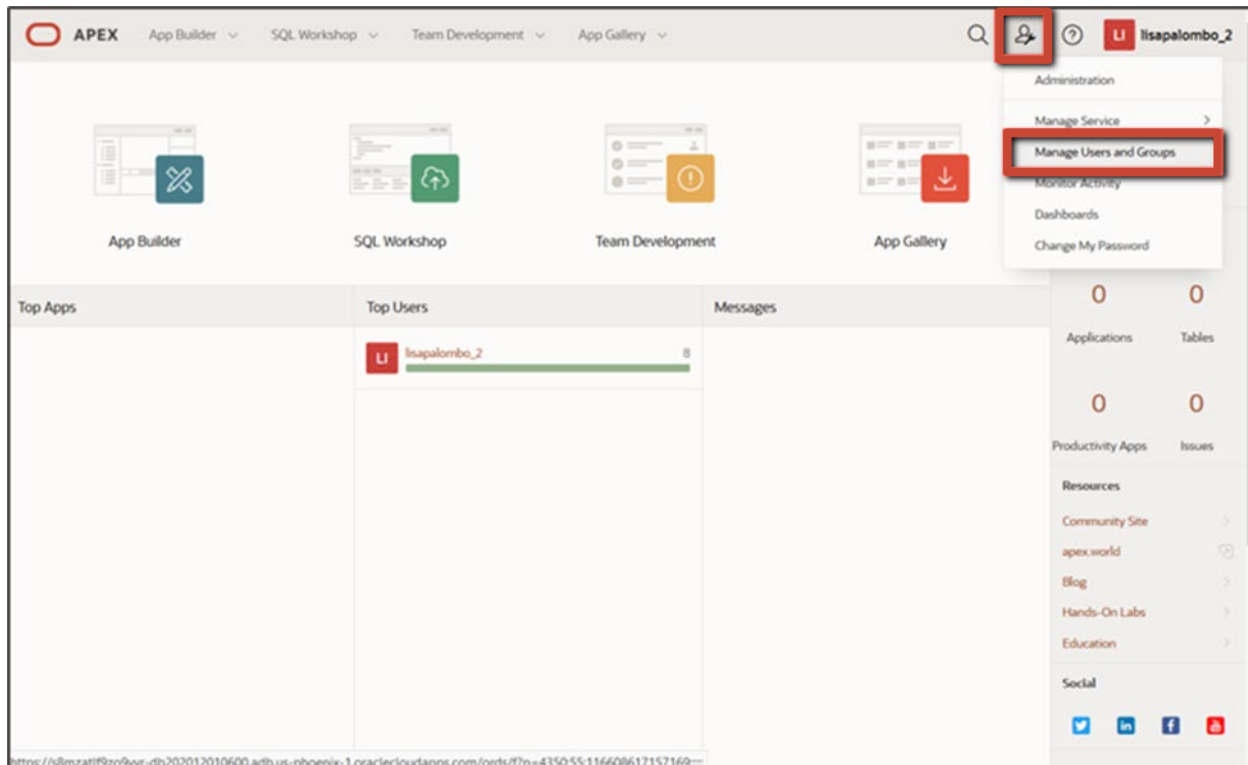 APEX App Builder SQL Workshop Team Development App Gallery LI lisapalombo_2
Administration
Manage Service
Manage Users and Groups
Monitor Activity
Dashboards
Change My Password
App Builder SQL Workshop Team Development App Gallery
Top Apps Top Users Messages
LI lisapalombo_2 8
0 0
Applications Tables
0 0
Productivity Apps Issues
Resources
Community Site
apex.world
Blog
Hands-On Labs
Education
Social